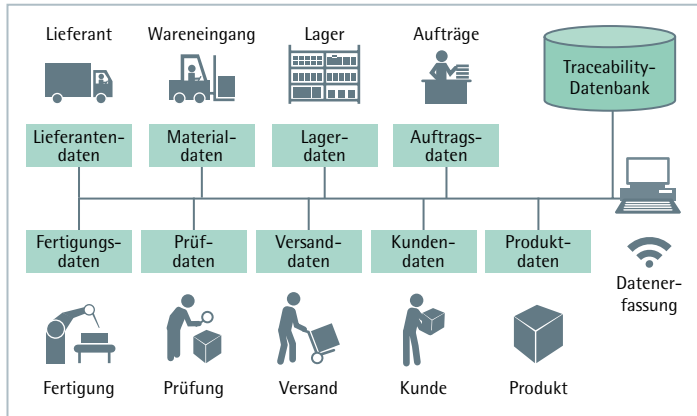 Lieferant
Wareneingang
Lager
Aufträge
Traceability-
Datenbank
Lieferanten-
daten
Material-
daten
Lager-
daten
Auftrags-
daten
Fertigungs-
daten
Prüf-
daten
Versand-
daten
Kunden-
daten
Produkt-
daten
Datener-
fassung
Fertigung
Prüfung
Versand
Kunde
Produkt